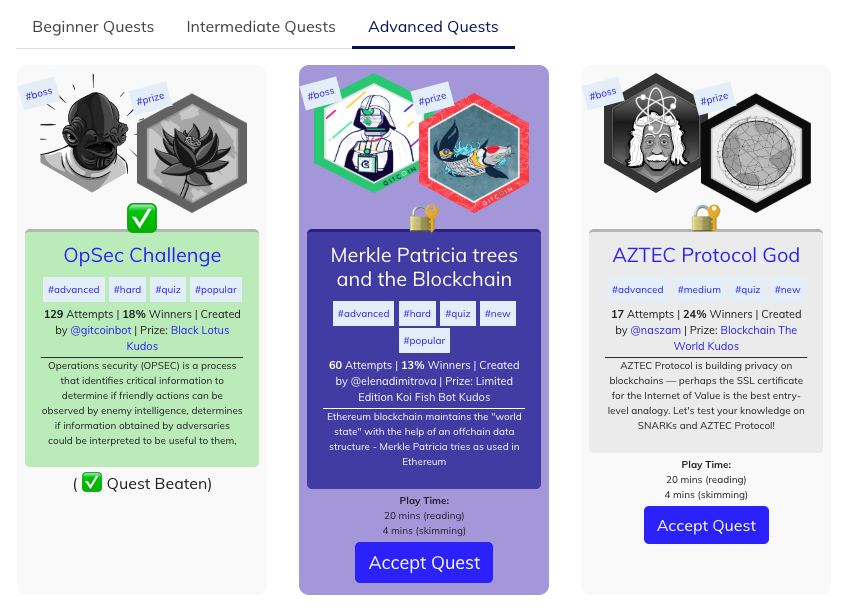 Beginner Quests Intermediate Quests Advanced Quests
#boss
#prize
OpSec Challenge
#advanced #hard #quiz #popular
129 Attempts | 18% Winners | Created
by @gitcoinbot | Prize: Black Lotus
Kudos
Operations security (OPSEC) is a process
that identifies critical information to
determine if friendly actions can be
observed by enemy intelligence, determines
if information obtained by adversaries
could be interpreted to be useful to them,
( ✅ Quest Beaten)
#boss
#prize
GITCOIN
GITCOIN
Merkle Patricia trees
and the Blockchain
#advanced #hard #quiz #new
#popular
60 Attempts | 13% Winners | Created
by @elenadimitrova | Prize: Limited
Edition Koi Fish Bot Kudos
Ethereum blockchain maintains the "world
state" with the help of an offchain data
structure - Merkle Patricia tries as used in
Ethereum
Play Time:
20 mins (reading)
4 mins (skimming)
Accept Quest
#boss
#prize
AZTEC Protocol God
#advanced #medium #quiz #new
17 Attempts | 24% Winners | Created
by @naszam | Prize: Blockchain The
World Kudos
AZTEC Protocol is building privacy on
blockchains — perhaps the SSL certificate
for the Internet of Value is the best entry-
level analogy. Let's test your knowledge on
SNARKs and AZTEC Protocol!
Play Time:
20 mins (reading)
4 mins (skimming)
Accept Quest